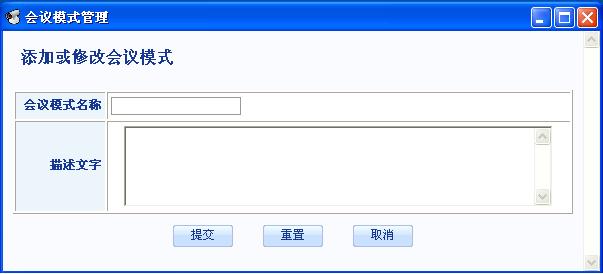 会议模式管理
添加或修改会议模式
会议模式名称
描述文字
提交 重置 取消